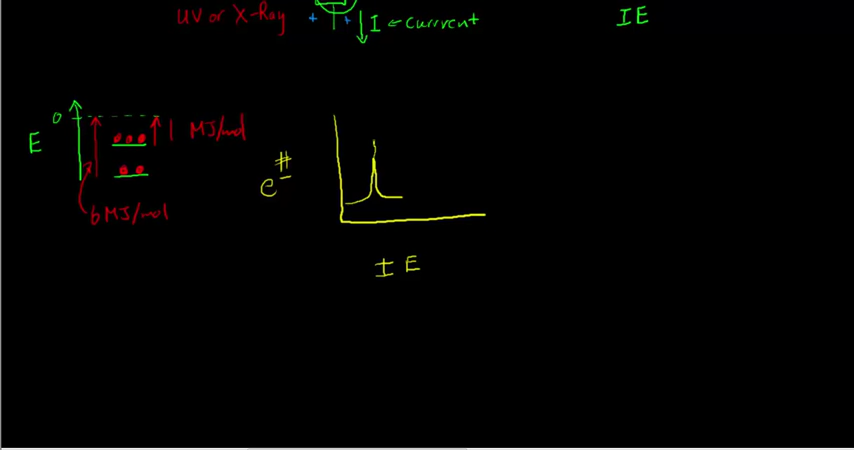 UV or X-Ray
+ +
I ← current
IE
0
E
1 MJ/mol
6 MJ/mol
# e-
IE